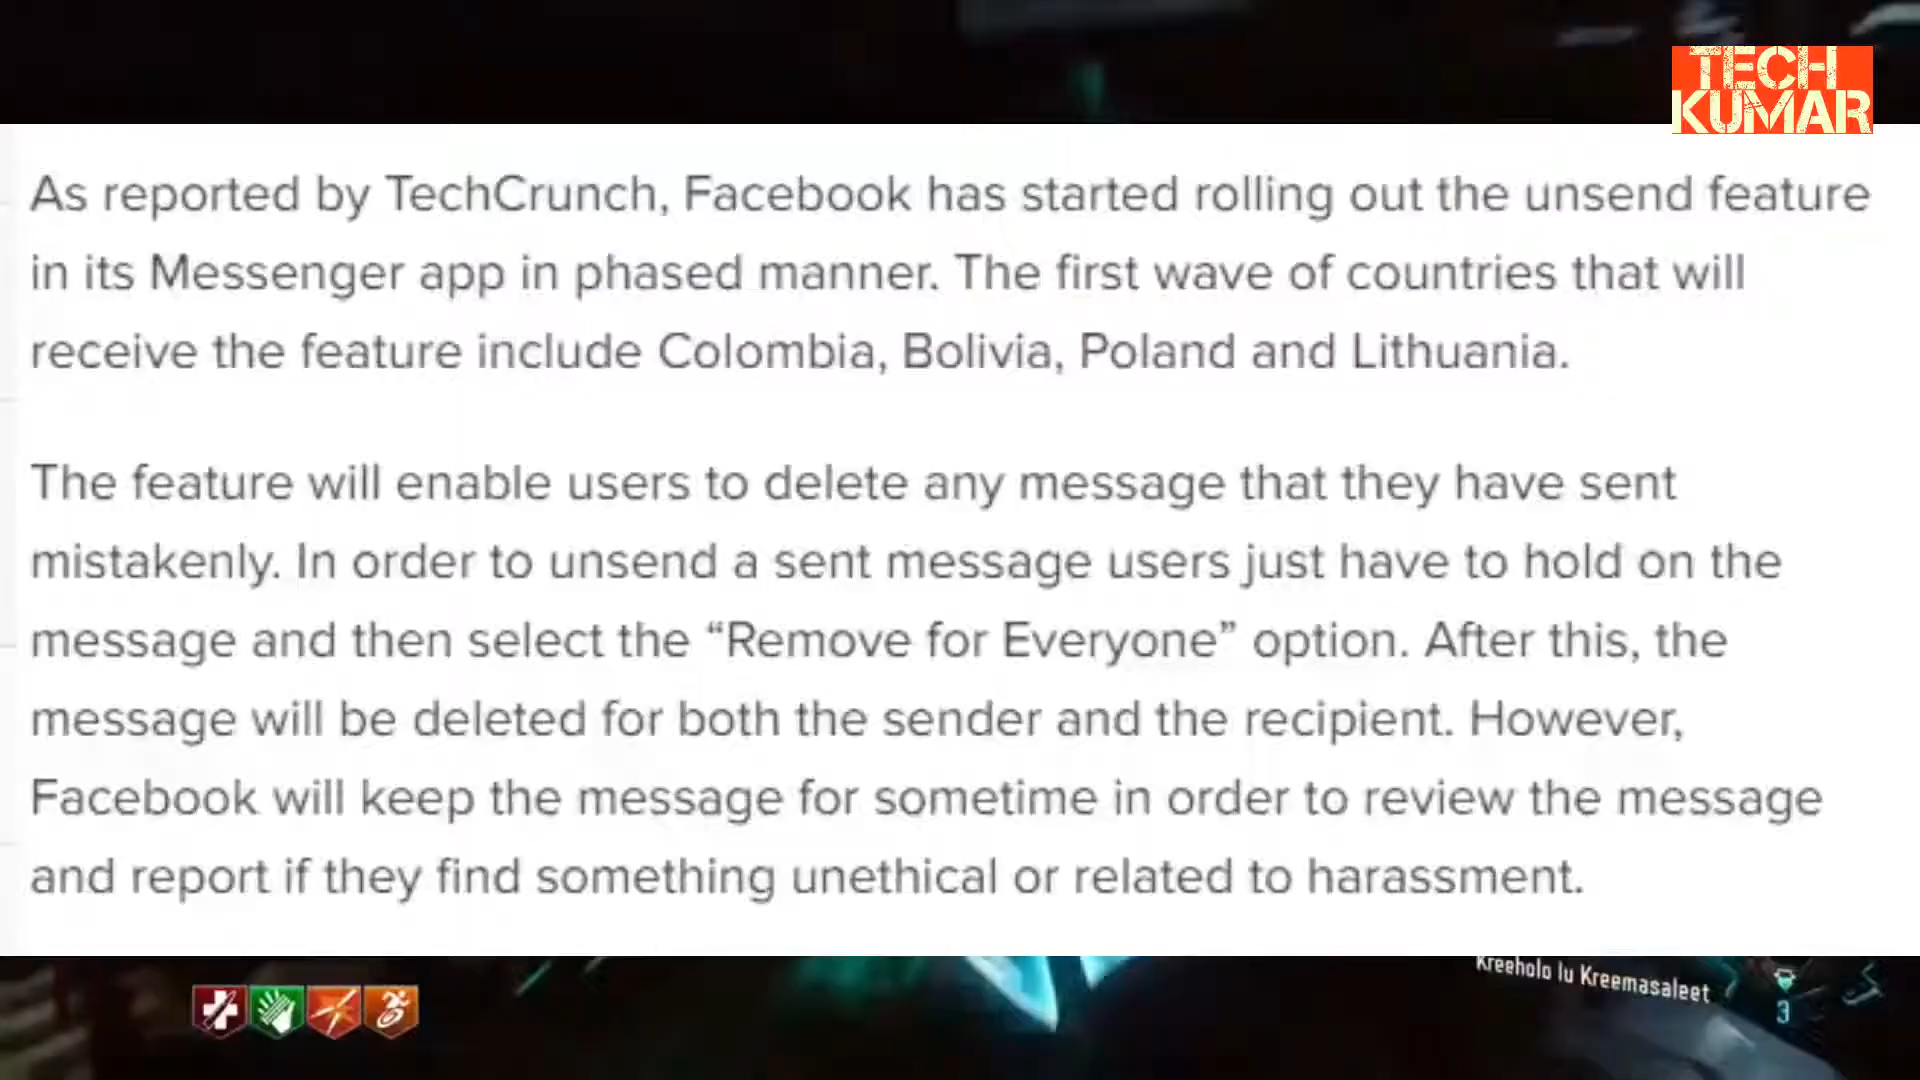 TECH
KUMAR
As reported by TechCrunch, Facebook has started rolling out the unsend feature
in its Messenger app in phased manner. The first wave of countries that will
receive the feature include Colombia, Bolivia, Poland and Lithuania.
The feature will enable users to delete any message that they have sent
mistakenly. In order to unsend a sent message users just have to hold on the
message and then select the “Remove for Everyone” option. After this, the
message will be deleted for both the sender and the recipient. However,
Facebook will keep the message for sometime in order to review the message
and report if they find something unethical or related to harassment.
Kreeholo lu Kreemasaleet
3